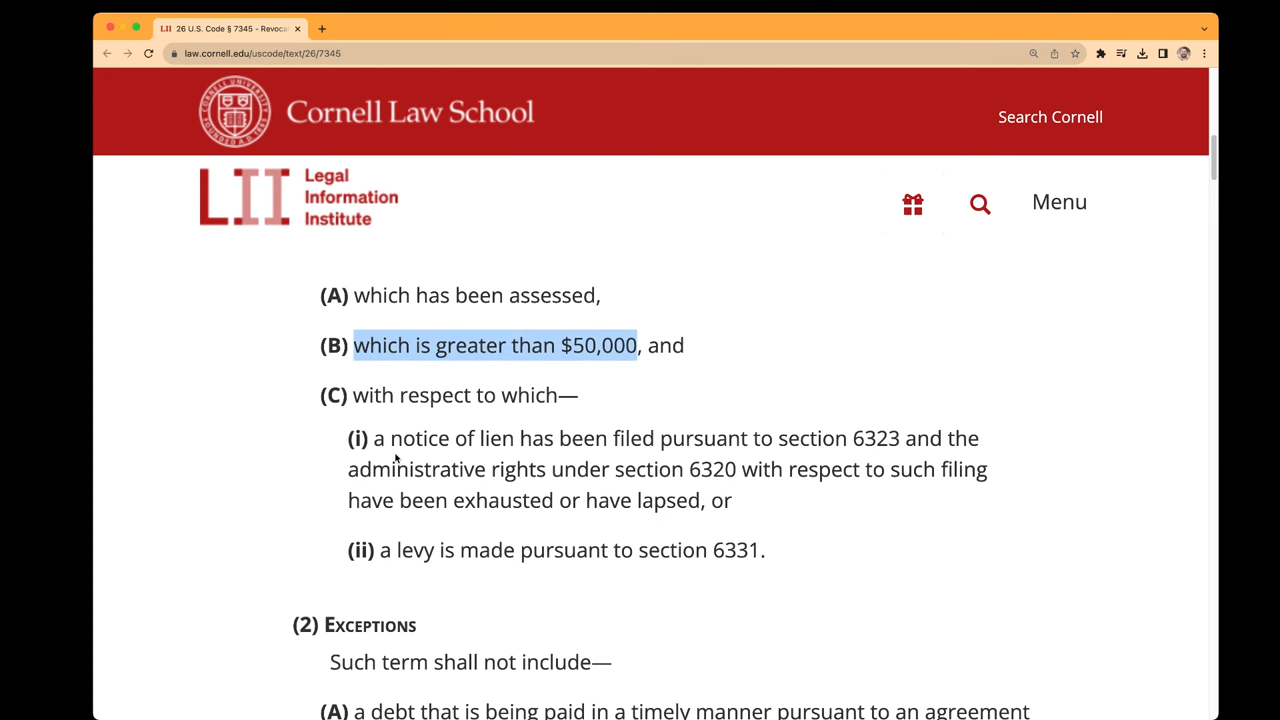 LII 26 U.S. Code § 7345 - Revoca
law.cornell.edu/uscode/text/26/7345
Cornell Law School
Search Cornell
LII
Legal
Information
Institute
Menu
(A) which has been assessed,
(B) which is greater than $50,000, and
(C) with respect to which—
(i) a notice of lien has been filed pursuant to section 6323 and the
administrative rights under section 6320 with respect to such filing
have been exhausted or have lapsed, or
(ii) a levy is made pursuant to section 6331.
(2) Exceptions
Such term shall not include—
(A) a debt that is being paid in a timely manner pursuant to an agreement